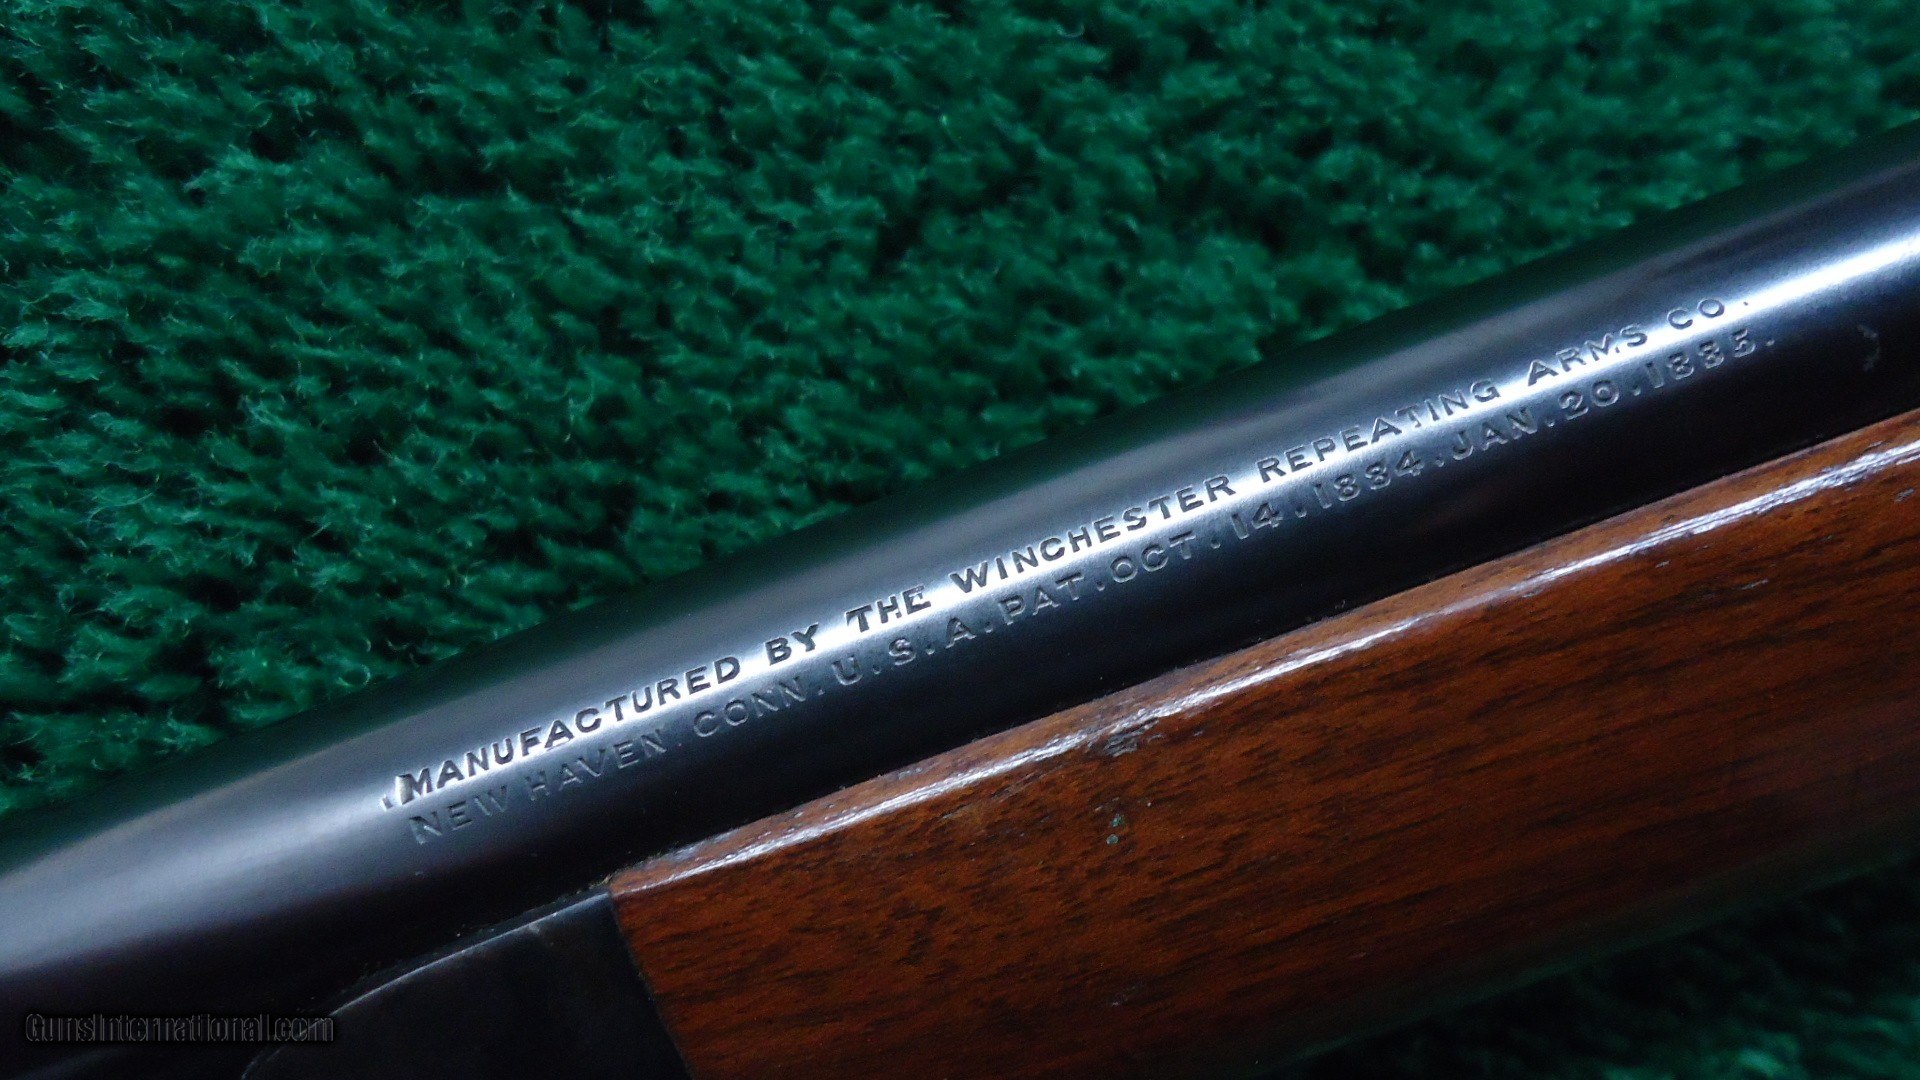 MANUFACTURED BY THE WINCHESTER REPEATING ARMS CO.
NEW HAVEN. CONN. U.S.A. PAT. OCT. 14. 1884. JAN. 20. 1885.
GunsInternational.com